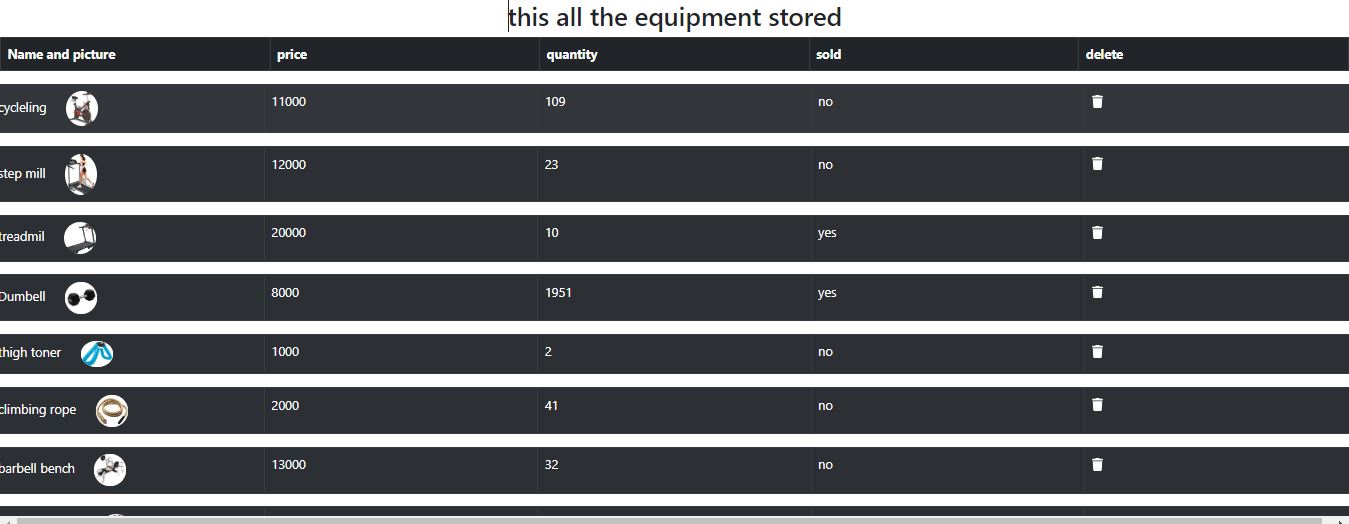 this all the equipment stored
Name and picture price quantity sold delete
cycleling 11000 109 no
step mill 12000 23 no
treadmil 20000 10 yes
Dumbell 8000 1951 yes
thigh toner 1000 2 no
climbing rope 2000 41 no
barbell bench 13000 32 no